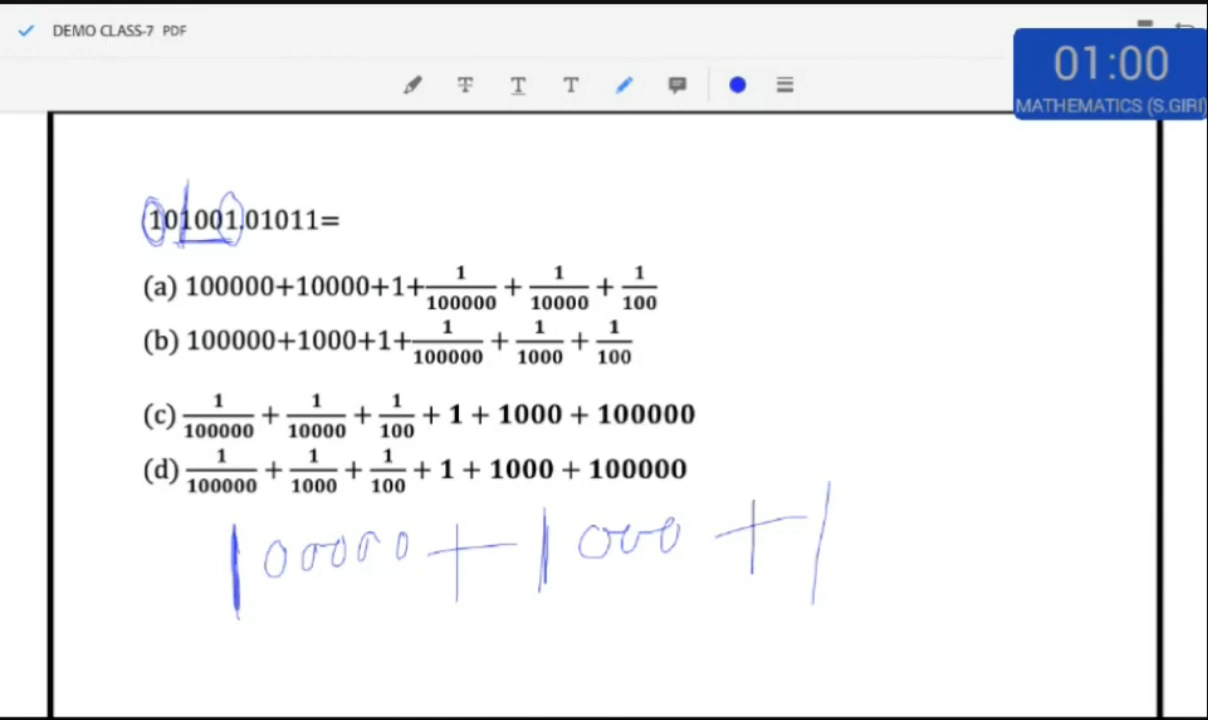 DEMO CLASS-7 PDF
01:00
MATHEMATICS (S.GIRI)
101001.01011=
(a) 100000+10000+1+1/100000 + 1/10000 + 1/100
(b) 100000+1000+1+1/100000 + 1/1000 + 1/100
(c) 1/100000 + 1/10000 + 1/100 + 1 + 1000 + 100000
(d) 1/100000 + 1/1000 + 1/100 + 1 + 1000 + 100000
100000 + 1000 + 1